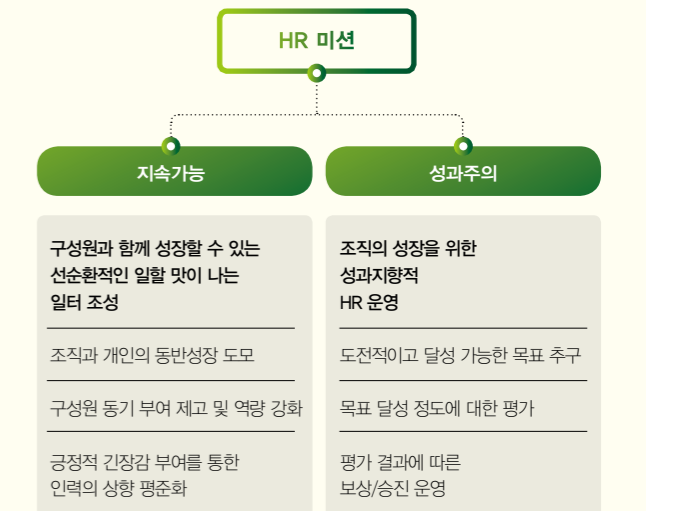 HR 미션
지속가능
성과주의
구성원과 함께 성장할 수 있는
선순환적인 일할 맛이 나는
일터 조성
조직과 개인의 동반성장 도모
구성원 동기 부여 제고 및 역량 강화
긍정적 긴장감 부여를 통한
인력의 상향 평준화
조직의 성장을 위한
성과지향적
HR 운영
도전적이고 달성 가능한 목표 추구
목표 달성 정도에 대한 평가
평가 결과에 따른
보상/승진 운영